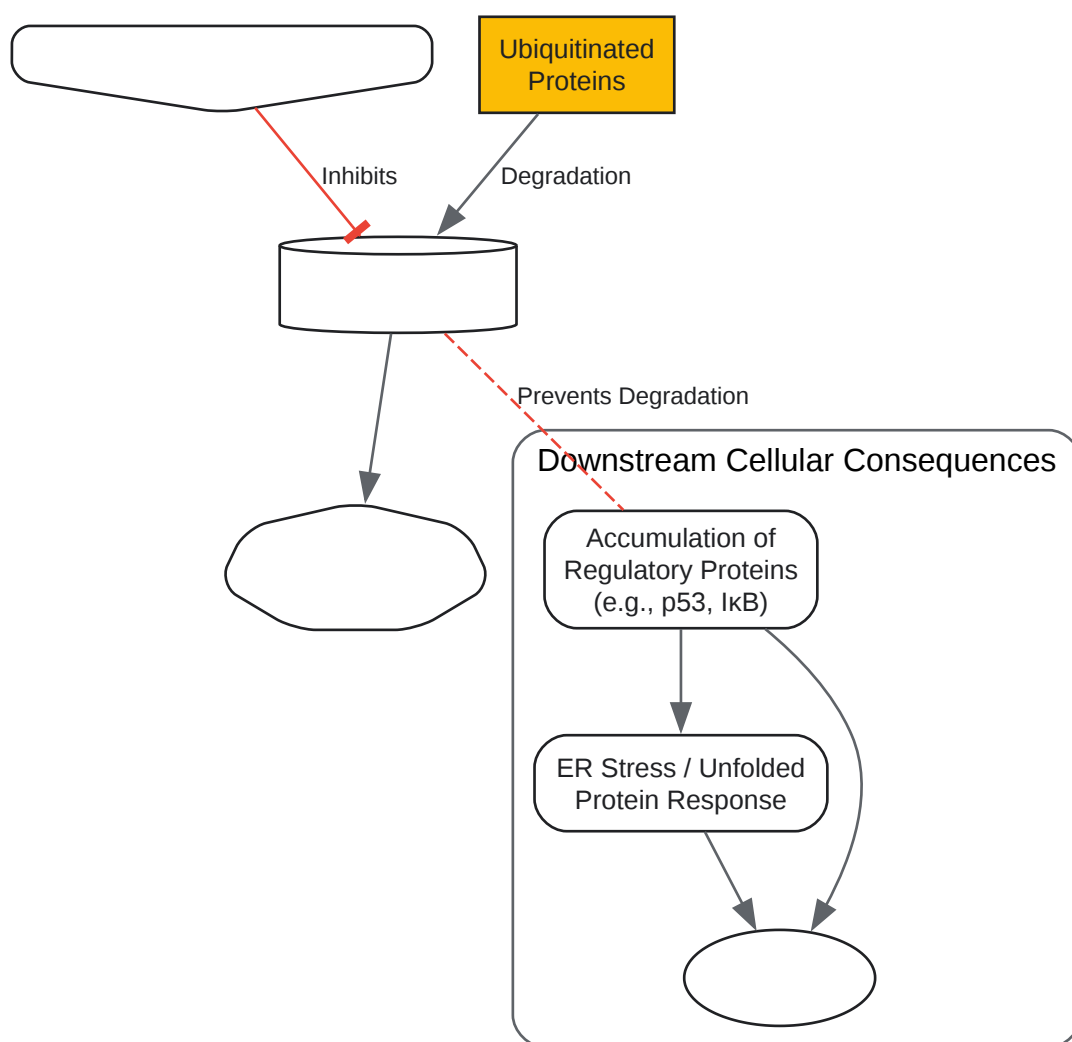 Ubiquitinated
Proteins
Inhibits
Degradation
Prevents Degradation
Downstream Cellular Consequences
Accumulation of
Regulatory Proteins
(e.g., p53, IκB)
ER Stress / Unfolded
Protein Response